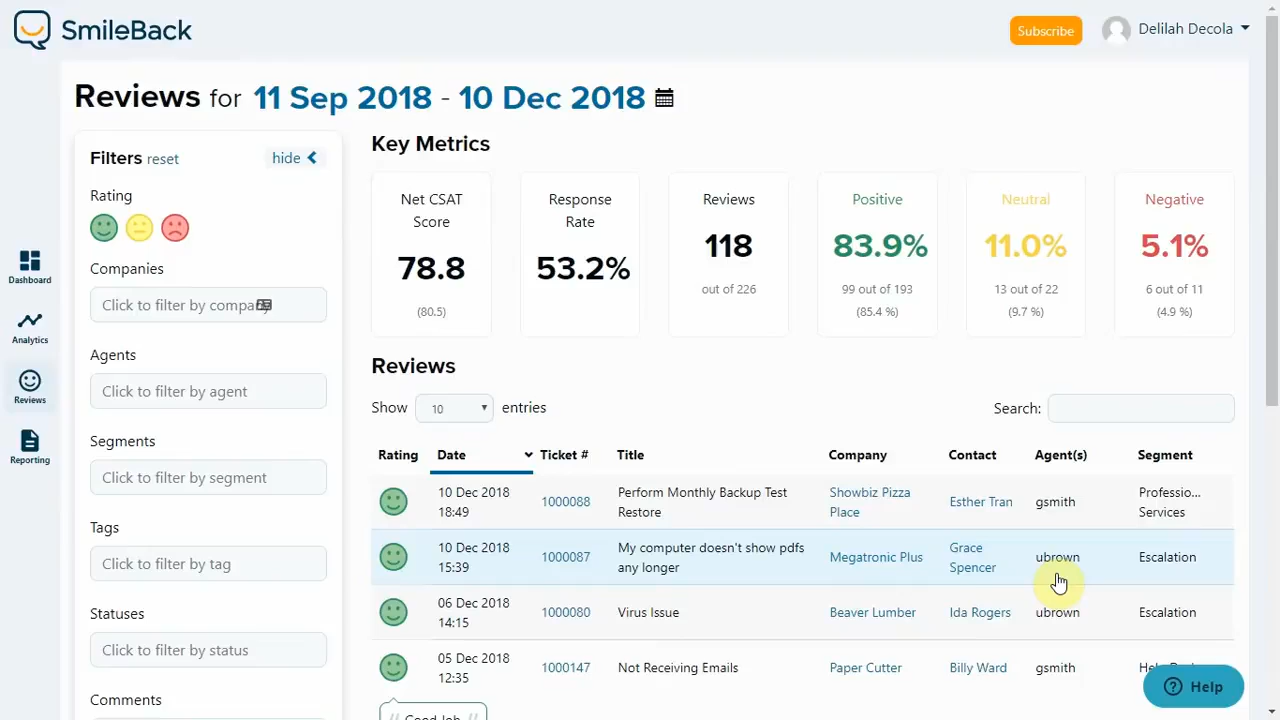 SmileBack
Subscribe
Delilah Decola
Reviews for 11 Sep 2018 - 10 Dec 2018
Filters reset
hide
Rating
Companies
Click to filter by company
Agents
Click to filter by agent
Segments
Click to filter by segment
Tags
Click to filter by tag
Statuses
Click to filter by status
Comments
Dashboard
Analytics
Reviews
Reporting
Key Metrics
Net CSAT
Score
78.8
(80.5)
Response
Rate
53.2%
Reviews
118
out of 226
Positive
83.9%
99 out of 193
(85.4 %)
Neutral
11.0%
13 out of 22
(9.7 %)
Negative
5.1%
6 out of 11
(4.9 %)
Reviews
Show 10 entries
Search:
Rating Date Ticket # Title Company Contact Agent(s) Segment
10 Dec 2018
18:49
1000088
Perform Monthly Backup Test
Restore
Showbiz Pizza
Place
Esther Tran
gsmith
Professio...
Services
10 Dec 2018
15:39
1000087
My computer doesn't show pdfs
any longer
Megatronic Plus
Grace
Spencer
ubrown
Escalation
06 Dec 2018
14:15
1000080
Virus Issue
Beaver Lumber
Ida Rogers
ubrown
Escalation
05 Dec 2018
12:35
1000147
Not Receiving Emails
Paper Cutter
Billy Ward
gsmith
Good Job
Help